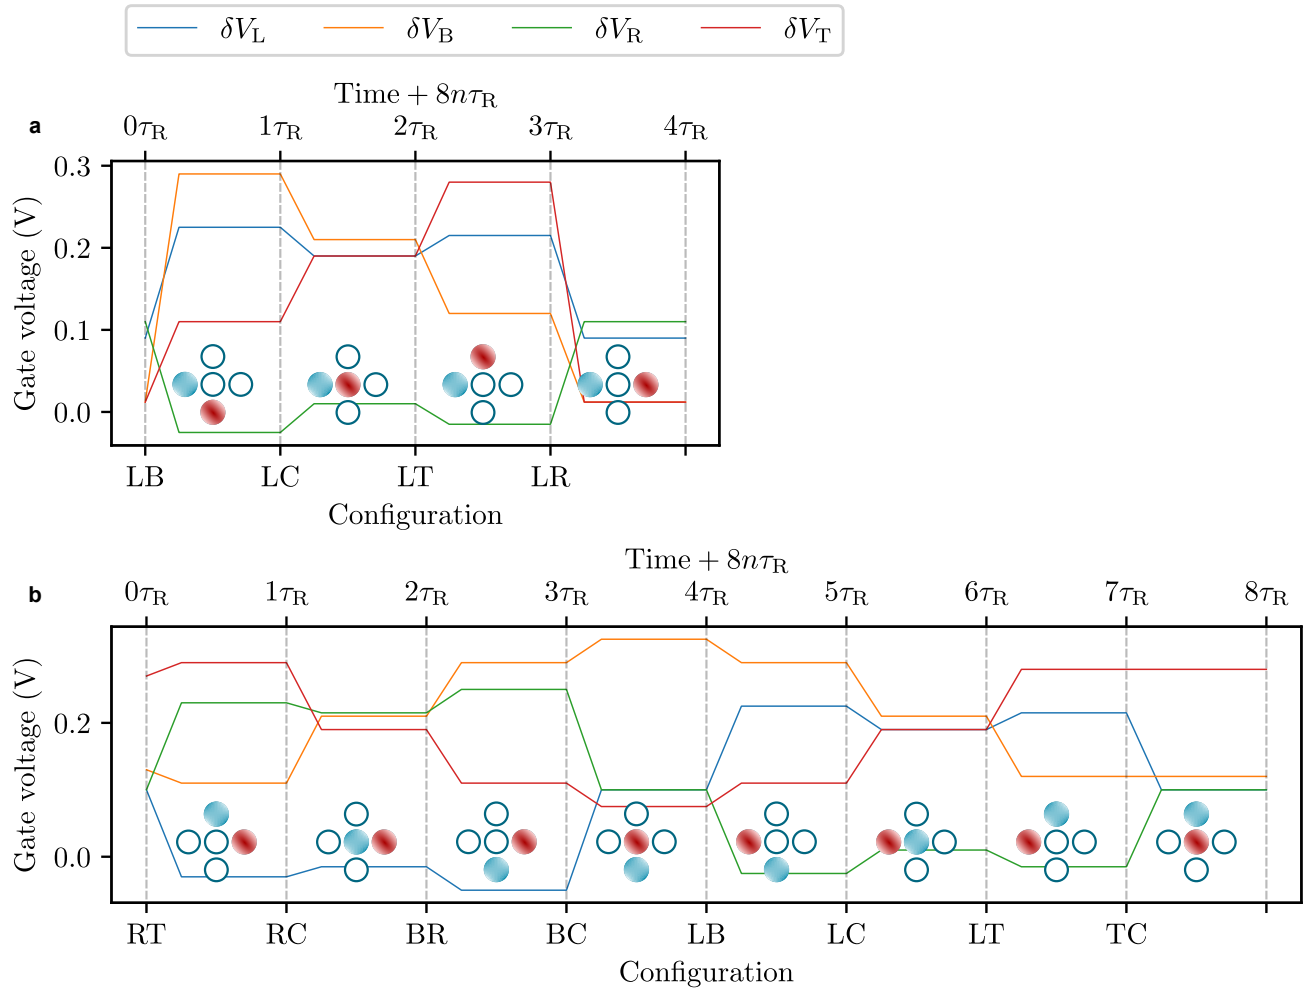 δV_L δV_B δV_R δV_T
Time + 8nτ_R
a
0τ_R 1τ_R 2τ_R 3τ_R 4τ_R
0.3
0.2
0.1
0.0
Gate voltage (V)
LB LC LT LR
Configuration
Time + 8nτ_R
b
0τ_R 1τ_R 2τ_R 3τ_R 4τ_R 5τ_R 6τ_R 7τ_R 8τ_R
0.2
0.0
Gate voltage (V)
RT RC BR BC LB LC LT TC
Configuration